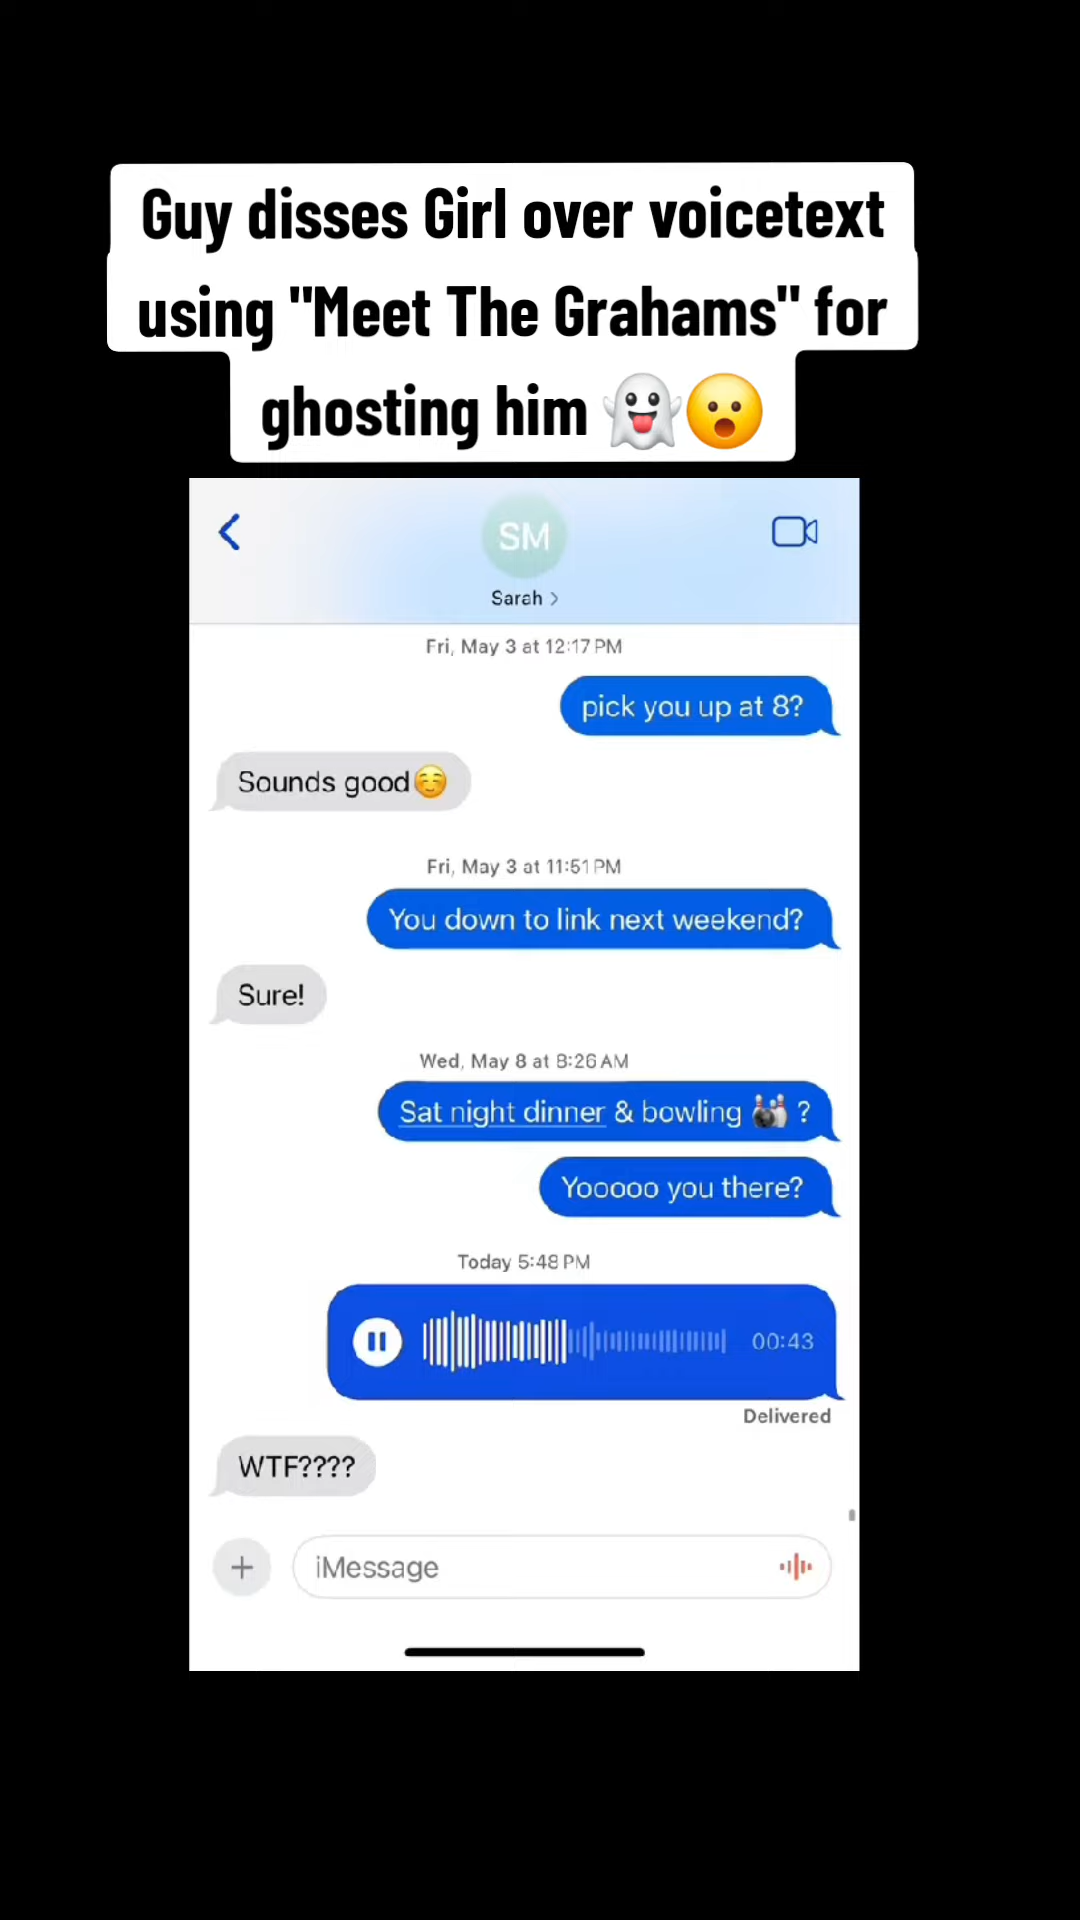 Guy disses Girl over voicetext
using "Meet The Grahams" for
ghosting him 👻😮
SM
Sarah >
Fri, May 3 at 12:17 PM
pick you up at 8?
Sounds good☺️
Fri, May 3 at 11:51 PM
You down to link next weekend?
Sure!
Wed, May 8 at 8:26 AM
Sat night dinner & bowling 🎳 ?
Yooooo you there?
Today 5:48 PM
00:43
Delivered
WTF????
iMessage